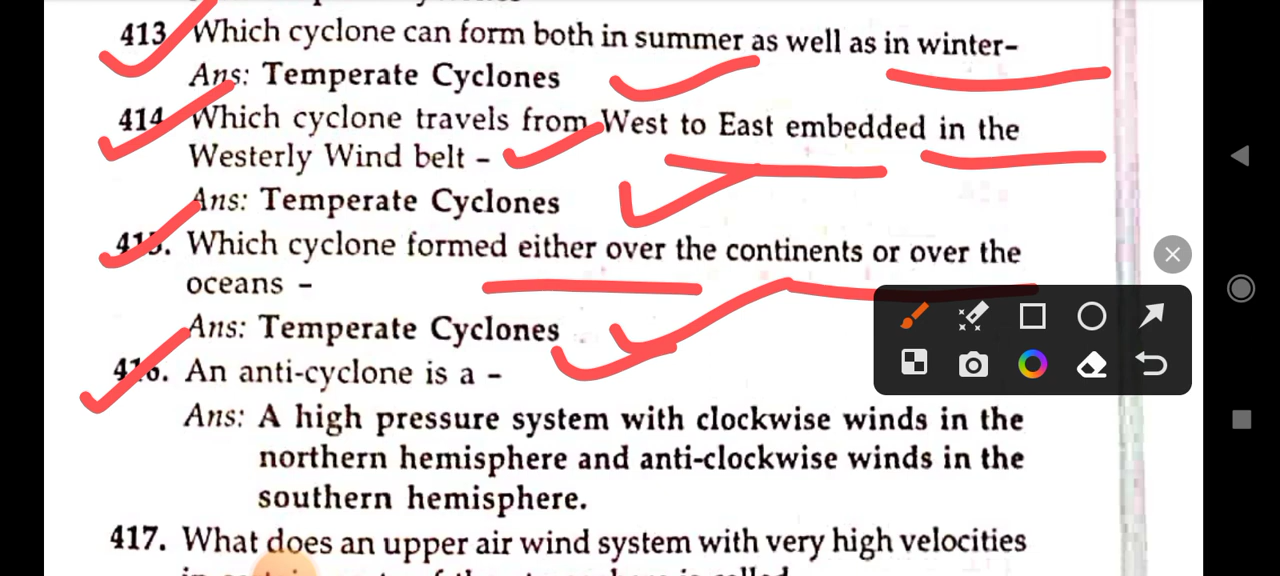 413. Which cyclone can form both in summer as well as in winter-
Ans: Temperate Cyclones
414. Which cyclone travels from West to East embedded in the
Westerly Wind belt -
Ans: Temperate Cyclones
415. Which cyclone formed either over the continents or over the
oceans -
Ans: Temperate Cyclones
416. An anti-cyclone is a -
Ans: A high pressure system with clockwise winds in the
northern hemisphere and anti-clockwise winds in the
southern hemisphere.
417. What does an upper air wind system with very high velocities